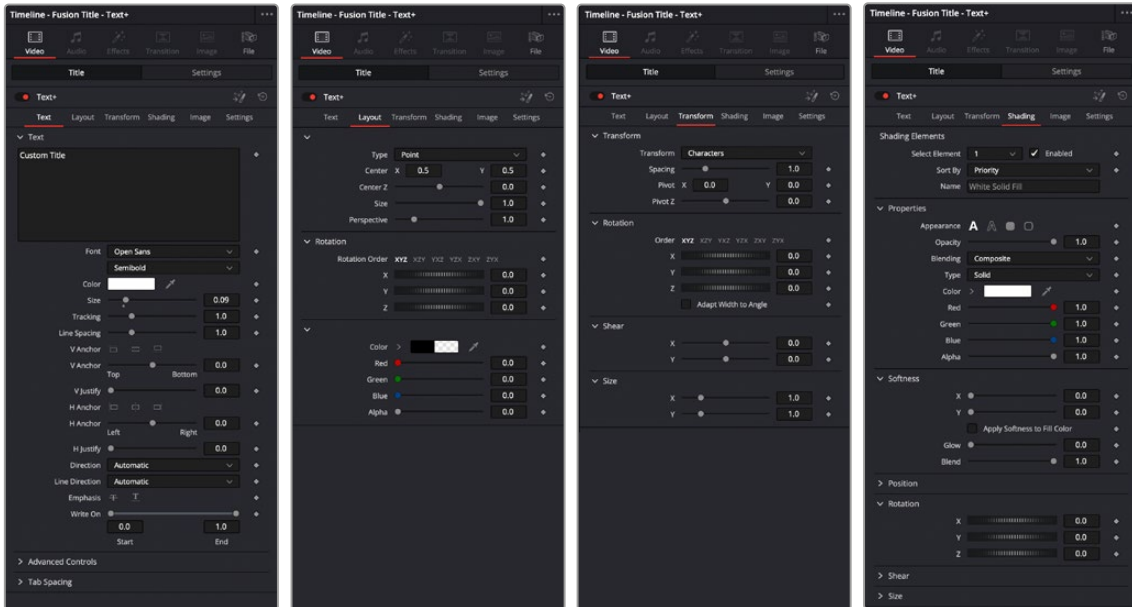 Timeline - Fusion Title - Text+
Video Audio Effects Transition Image File
Title Settings
Text+
Text Layout Transform Shading Image Settings
Text
Custom Title
Font Open Sans
Semibold
Color
Size 0.09
Tracking 1.0
Line Spacing 1.0
V Anchor
V Anchor 0.0
Top Bottom
V Justify 0.0
H Anchor
H Anchor 0.0
Left Right
H Justify 0.0
Direction Automatic
Line Direction Automatic
Emphasis T T
Write On
0.0 1.0
Start End
Advanced Controls
Tab Spacing
Timeline - Fusion Title - Text+
Video Audio Effects Transition Image File
Title Settings
Text+
Text Layout Transform Shading Image Settings
Type Point
Center X 0.5 Y 0.5
Center Z 0.0
Size 1.0
Perspective 1.0
Rotation
Rotation Order XYZ XZY YXZ YZX ZXY ZYX
X 0.0
Y 0.0
Z 0.0
Color
Red 0.0
Green 0.0
Blue 0.0
Alpha 0.0
Timeline - Fusion Title - Text+
Video Audio Effects Transition Image File
Title Settings
Text+
Text Layout Transform Shading Image Settings
Transform
Transform Characters
Spacing 1.0
Pivot X 0.0 Y 0.0
Pivot Z 0.0
Rotation
Order XYZ XZY YXZ YZX ZXY ZYX
X 0.0
Y 0.0
Z 0.0
Adapt Width to Angle
Shear
X 0.0
Y 0.0
Size
X 1.0
Y 1.0
Timeline - Fusion Title - Text+
Video Audio Effects Transition Image File
Title Settings
Text+
Text Layout Transform Shading Image Settings
Shading Elements
Select Element 1 Enabled
Sort By Priority
Name White Solid Fill
Properties
Appearance A A
Opacity 1.0
Blending Composite
Type Solid
Color
Red 1.0
Green 1.0
Blue 1.0
Alpha 1.0
Softness
X 0.0
Y 0.0
Apply Softness to Fill Color
Glow 0.0
Blend 1.0
Position
Rotation
X 0.0
Y 0.0
Z 0.0
Shear
Size